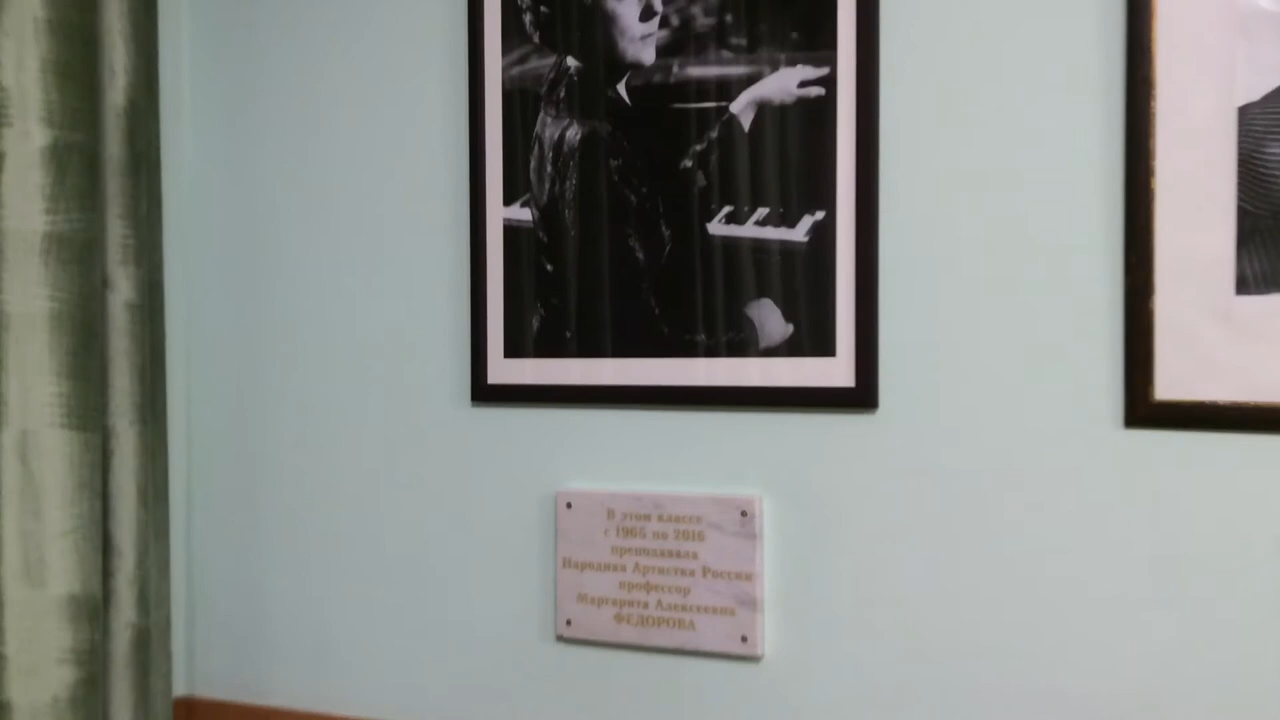 В этом классе
с 1965 по 2016
преподавала
Народная Артистка России
профессор
Маргарита Алексеевна
ФЕДОРОВА